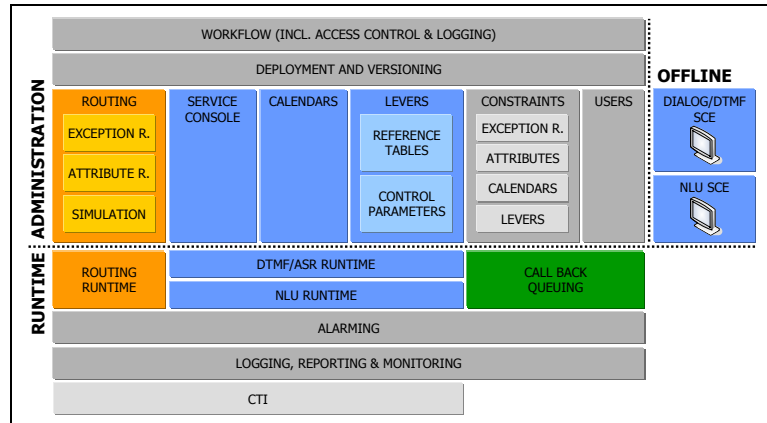 WORKFLOW (INCL. ACCESS CONTROL & LOGGING)
DEPLOYMENT AND VERSIONING
ADMINISTRATION
ROUTING
EXCEPTION R.
ATTRIBUTE R.
SIMULATION
SERVICE
CONSOLE
CALENDARS
LEVERS
REFERENCE
TABLES
CONTROL
PARAMETERS
CONSTRAINTS
EXCEPTION R.
ATTRIBUTES
CALENDARS
LEVERS
USERS
OFFLINE
DIALOG/DTMF
SCE
NLU SCE
RUNTIME
ROUTING
RUNTIME
DTMF/ASR RUNTIME
NLU RUNTIME
CALL BACK
QUEUING
ALARMING
LOGGING, REPORTING & MONITORING
CTI